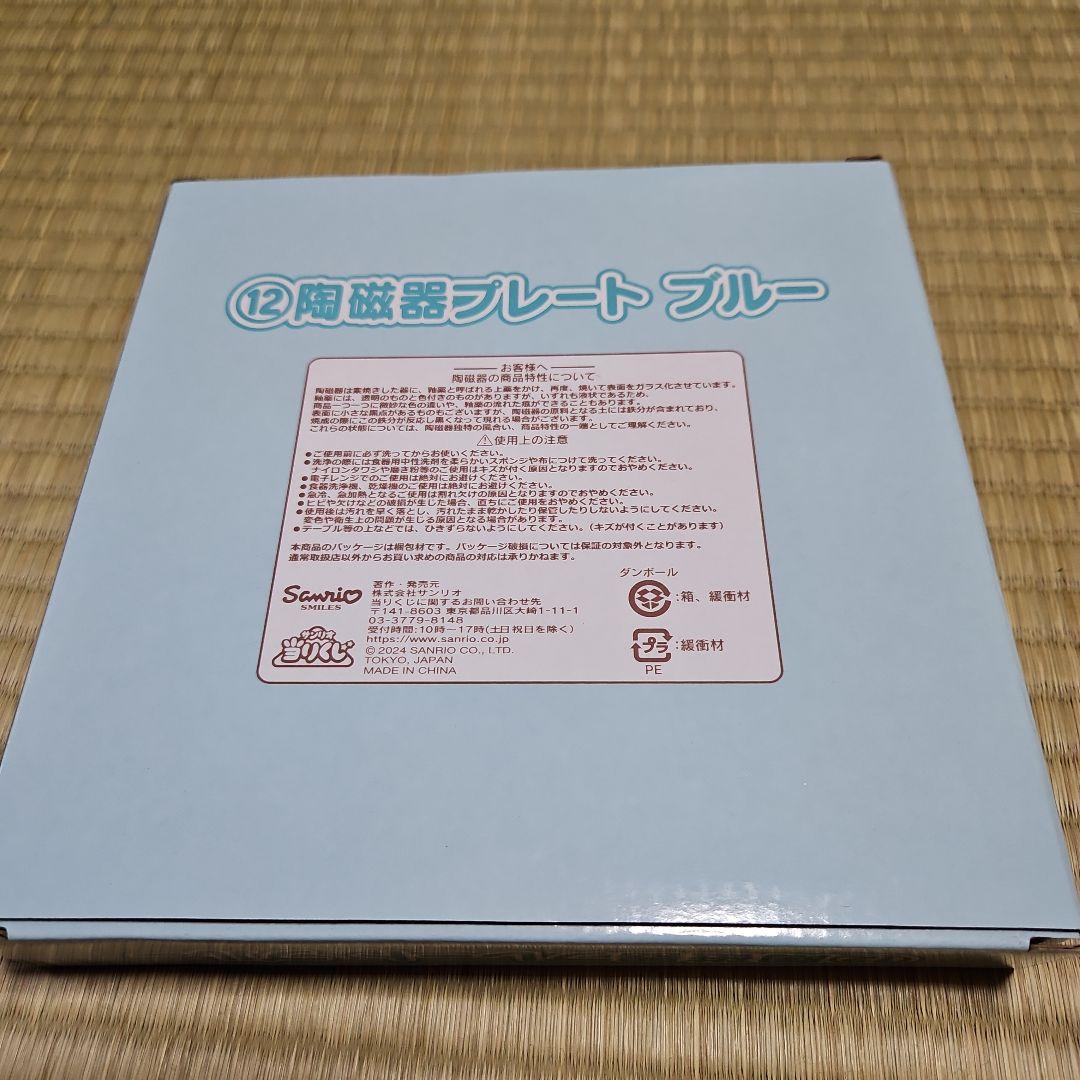 ⑫陶磁器プレート ブルー
お客様へ
陶磁器の商品特性について
陶磁器は素焼きした器に、釉薬と呼ばれる上薬をかけ、再度、焼いて表面をガラス化させています。
釉薬には、透明のものと色付きのものがありますが、いずれも液状であるため、
商品一つ一つに微妙な色の違いや、釉薬の流れた痕ができることもあります。
表面に小さな黒点があるものもございますが、陶磁器の原料となる土には鉄分が含まれており、
焼成の際にこの鉄分が反応し黒くなって現れる場合がございます。
これらの状態については、陶磁器独特の風合い、商品特性の一端としてご理解ください。
⚠使用上の注意
●ご使用前に必ず洗ってからお使いください。
●洗浄の際には食器用中性洗剤を柔らかいスポンジや布につけて洗ってください。
ナイロンタワシや磨き粉等のご使用はキズが付く原因となりますのでおやめください。
●電子レンジでのご使用は絶対にお避けください。
●食器洗浄機、乾燥機のご使用は絶対にお避けください。
●急冷、急加熱となるご使用は割れ欠けの原因となりますのでおやめください。
●ヒビや欠けなどの破損が生じた場合、直ちにご使用をおやめください。
●使用後は汚れを早く落とし、汚れたまま乾かしたり保管したりしないようにしてください。
変色や衛生上の問題が生じる原因となる場合があります。
●テーブル等の上などでは、ひきずらないようにしてください。(キズが付くことがあります)
本商品のパッケージは梱包材です。パッケージ破損については保証の対象外となります。
通常取扱店以外からお買い求めの商品の対応は承りかねます。
Sanrio
SMILES
サンリオ
当りくじ
著作・発売元
株式会社サンリオ
当りくじに関するお問い合わせ先
〒141-8603 東京都品川区大崎1-11-1
03-3779-8148
受付時間:10時〜17時(土日祝日を除く)
https://www.sanrio.co.jp
© 2024 SANRIO CO., LTD.
TOKYO, JAPAN
MADE IN CHINA
ダンボール
:箱、緩衝材
プラ
:緩衝材
PE